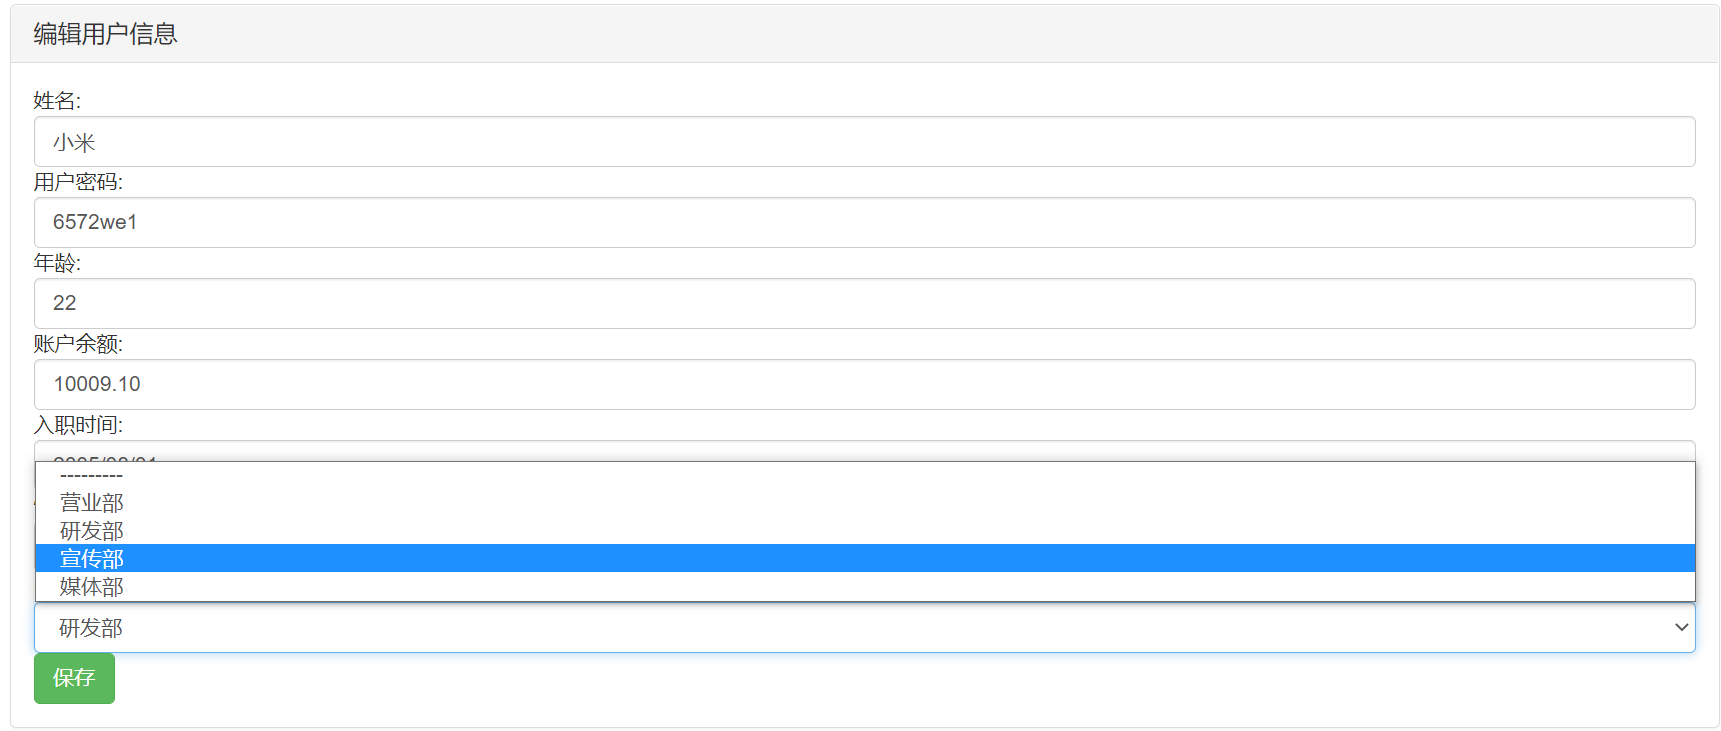 编辑用户信息
姓名:
小米
用户密码:
6572we1
年龄:
22
账户余额:
10009.10
入职时间:
---------
营业部
研发部
宣传部
媒体部
研发部
保存